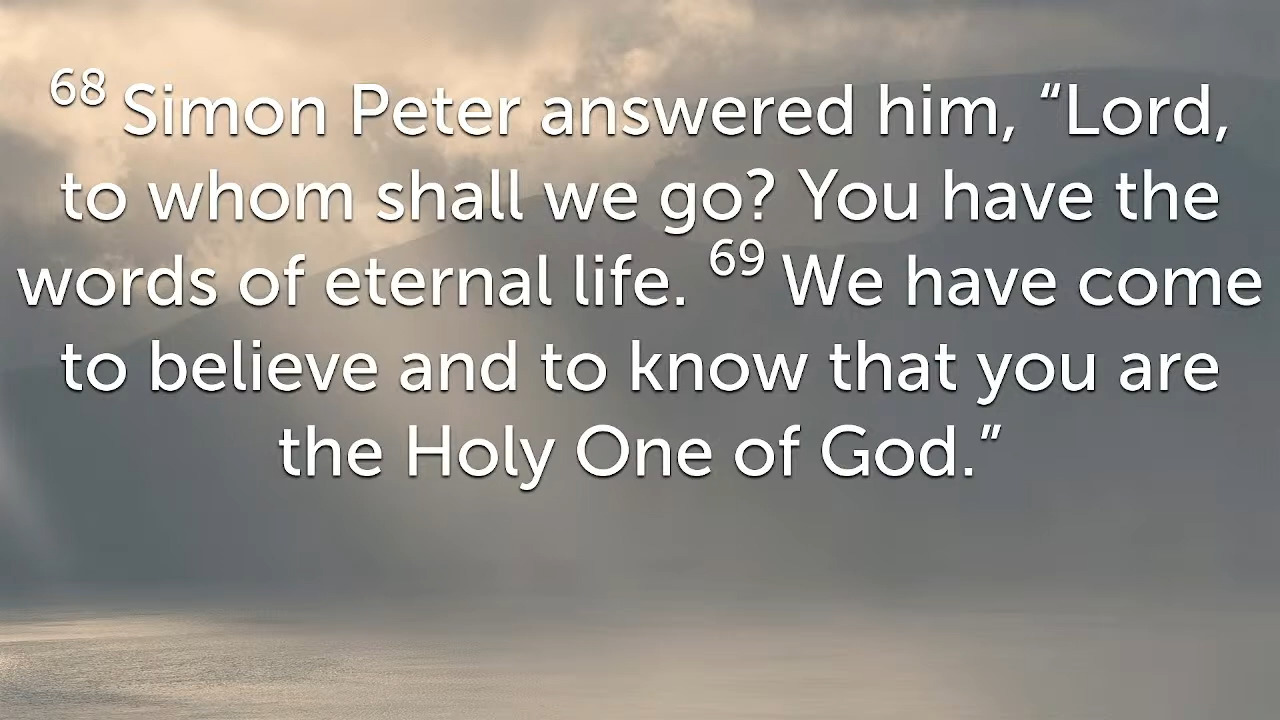 68 Simon Peter answered him, “Lord,
to whom shall we go? You have the
words of eternal life. 69 We have come
to believe and to know that you are
the Holy One of God.”